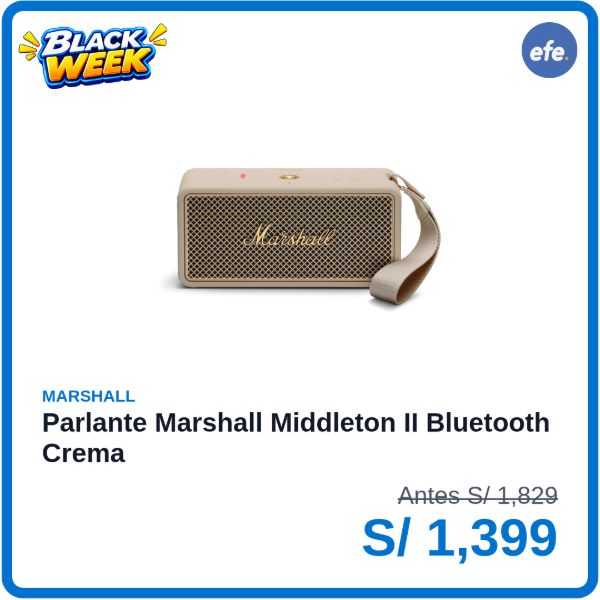 BLACK
WEEK
efe.
Marshall
MARSHALL
Parlante Marshall Middleton II Bluetooth
Crema
Antes S/ 1,829
S/ 1,399